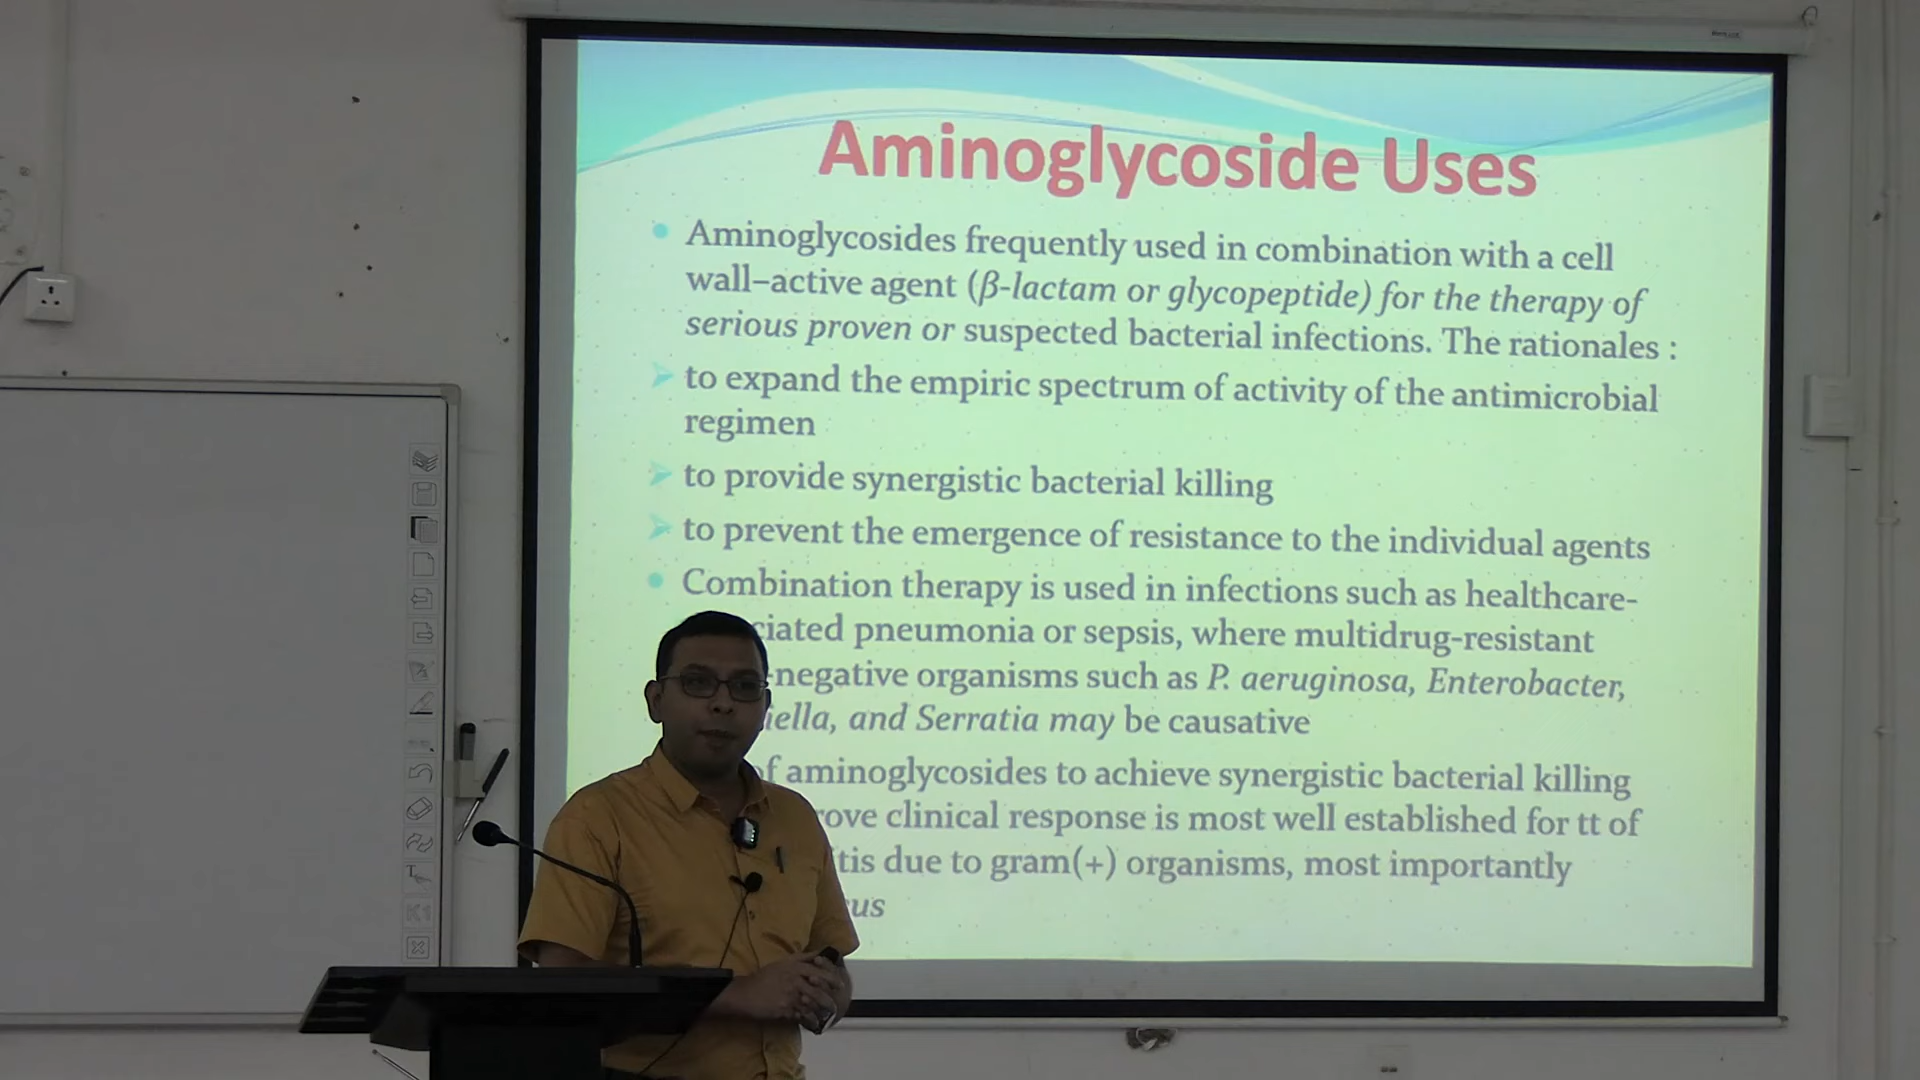 Aminoglycoside Uses
Aminoglycosides frequently used in combination with a cell
wall–active agent (β-lactam or glycopeptide) for the therapy of
serious proven or suspected bacterial infections. The rationales :
to expand the empiric spectrum of activity of the antimicrobial
regimen
to provide synergistic bacterial killing
to prevent the emergence of resistance to the individual agents
Combination therapy is used in infections such as healthcare-
ciated pneumonia or sepsis, where multidrug-resistant
-negative organisms such as P. aeruginosa, Enterobacter,
iella, and Serratia may be causative
of aminoglycosides to achieve synergistic bacterial killing
rove clinical response is most well established for tt of
tis due to gram(+) organisms, most importantly
us